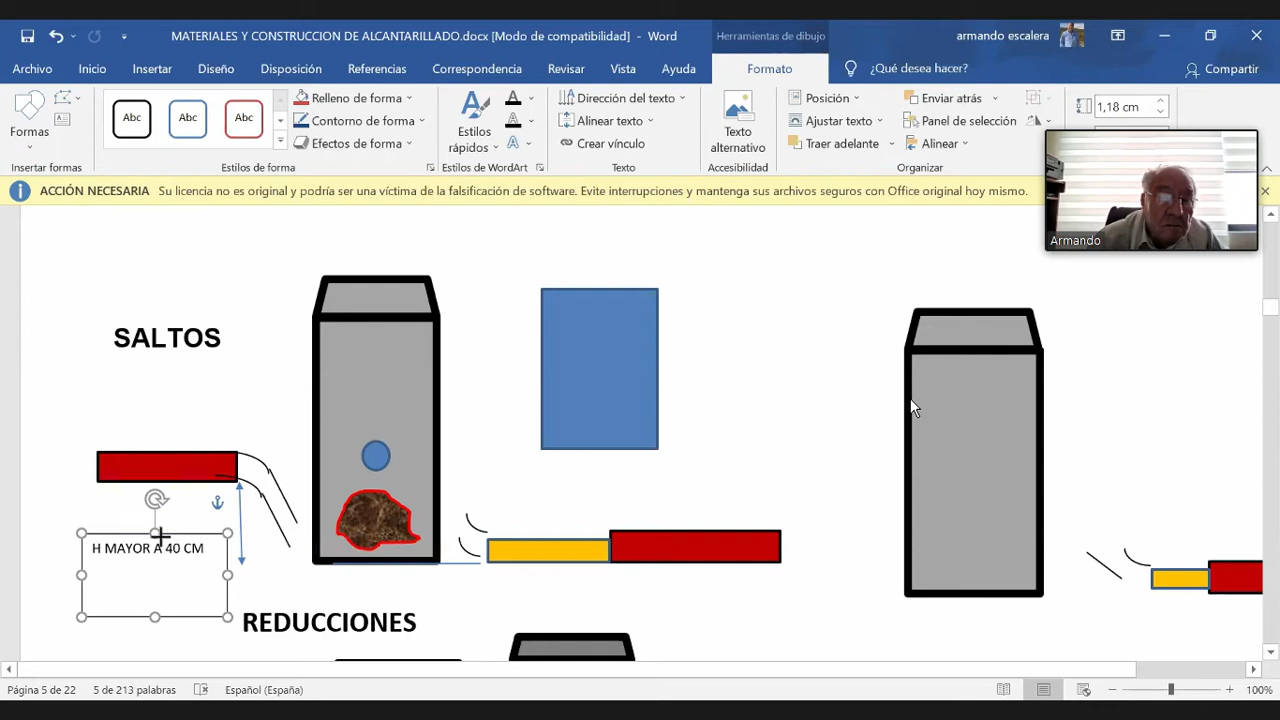 MATERIALES Y CONSTRUCCION DE ALCANTARILLADO.docx [Modo de compatibilidad] - Word
Herramientas de dibujo
armando escalera
Archivo Inicio Insertar Diseño Disposición Referencias Correspondencia Revisar Vista Ayuda Formato ¿Qué desea hacer? Compartir
Formas
Insertar formas
Abc Abc Abc
Relleno de forma
Contorno de forma
Efectos de forma
Estilos de forma
Estilos rápidos
Estilos de WordArt
Dirección del texto
Alinear texto
Crear vínculo
Texto
Texto alternativo
Accesibilidad
Posición
Ajustar texto
Traer adelante
Enviar atrás
Panel de selección
Alinear
Organizar
1,18 cm
ACCIÓN NECESARIA Su licencia no es original y podría ser una víctima de la falsificación de software. Evite interrupciones y mantenga sus archivos seguros con Office original hoy mismo.
Armando
SALTOS
H MAYOR A 40 CM
REDUCCIONES
Página 5 de 22 5 de 213 palabras Español (España) 100%